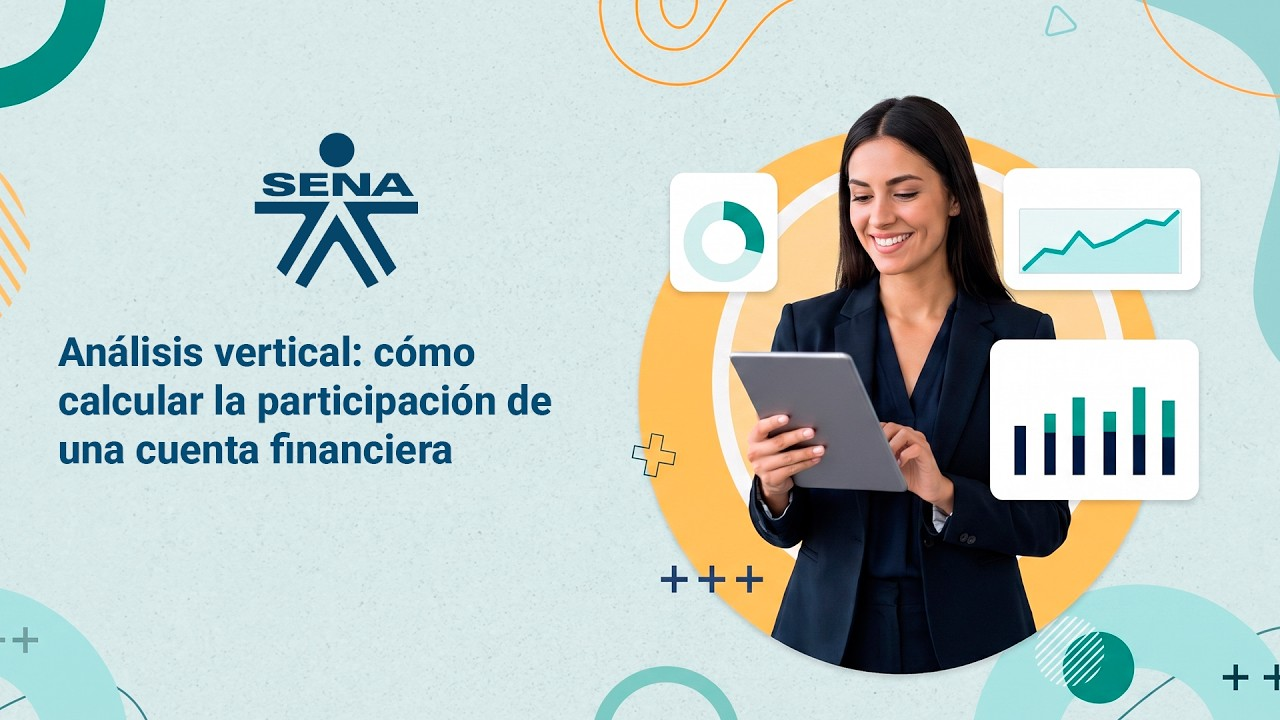 SENA
Análisis vertical: cómo
calcular la participación de
una cuenta financiera